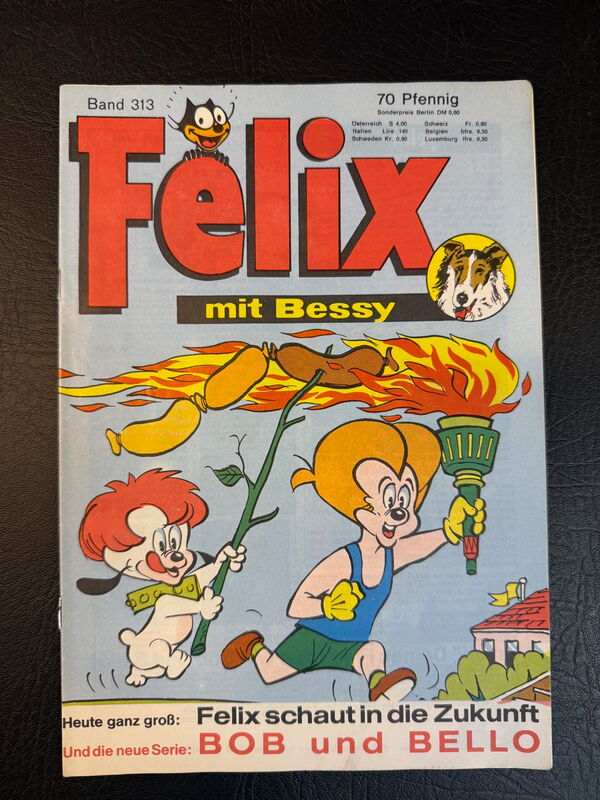 Band 313
70 Pfennig
Sonderpreis Berlin DM 0,60
Österreich S 4,00 Schweiz Fr. 0,80
Italien Lire 140 Belgien bfrs. 9,50
Schweden Kr. 0,90 Luxemburg lfrs. 9,50
Felix
mit Bessy
Heute ganz groß: Felix schaut in die Zukunft
Und die neue Serie: BOB und BELLO